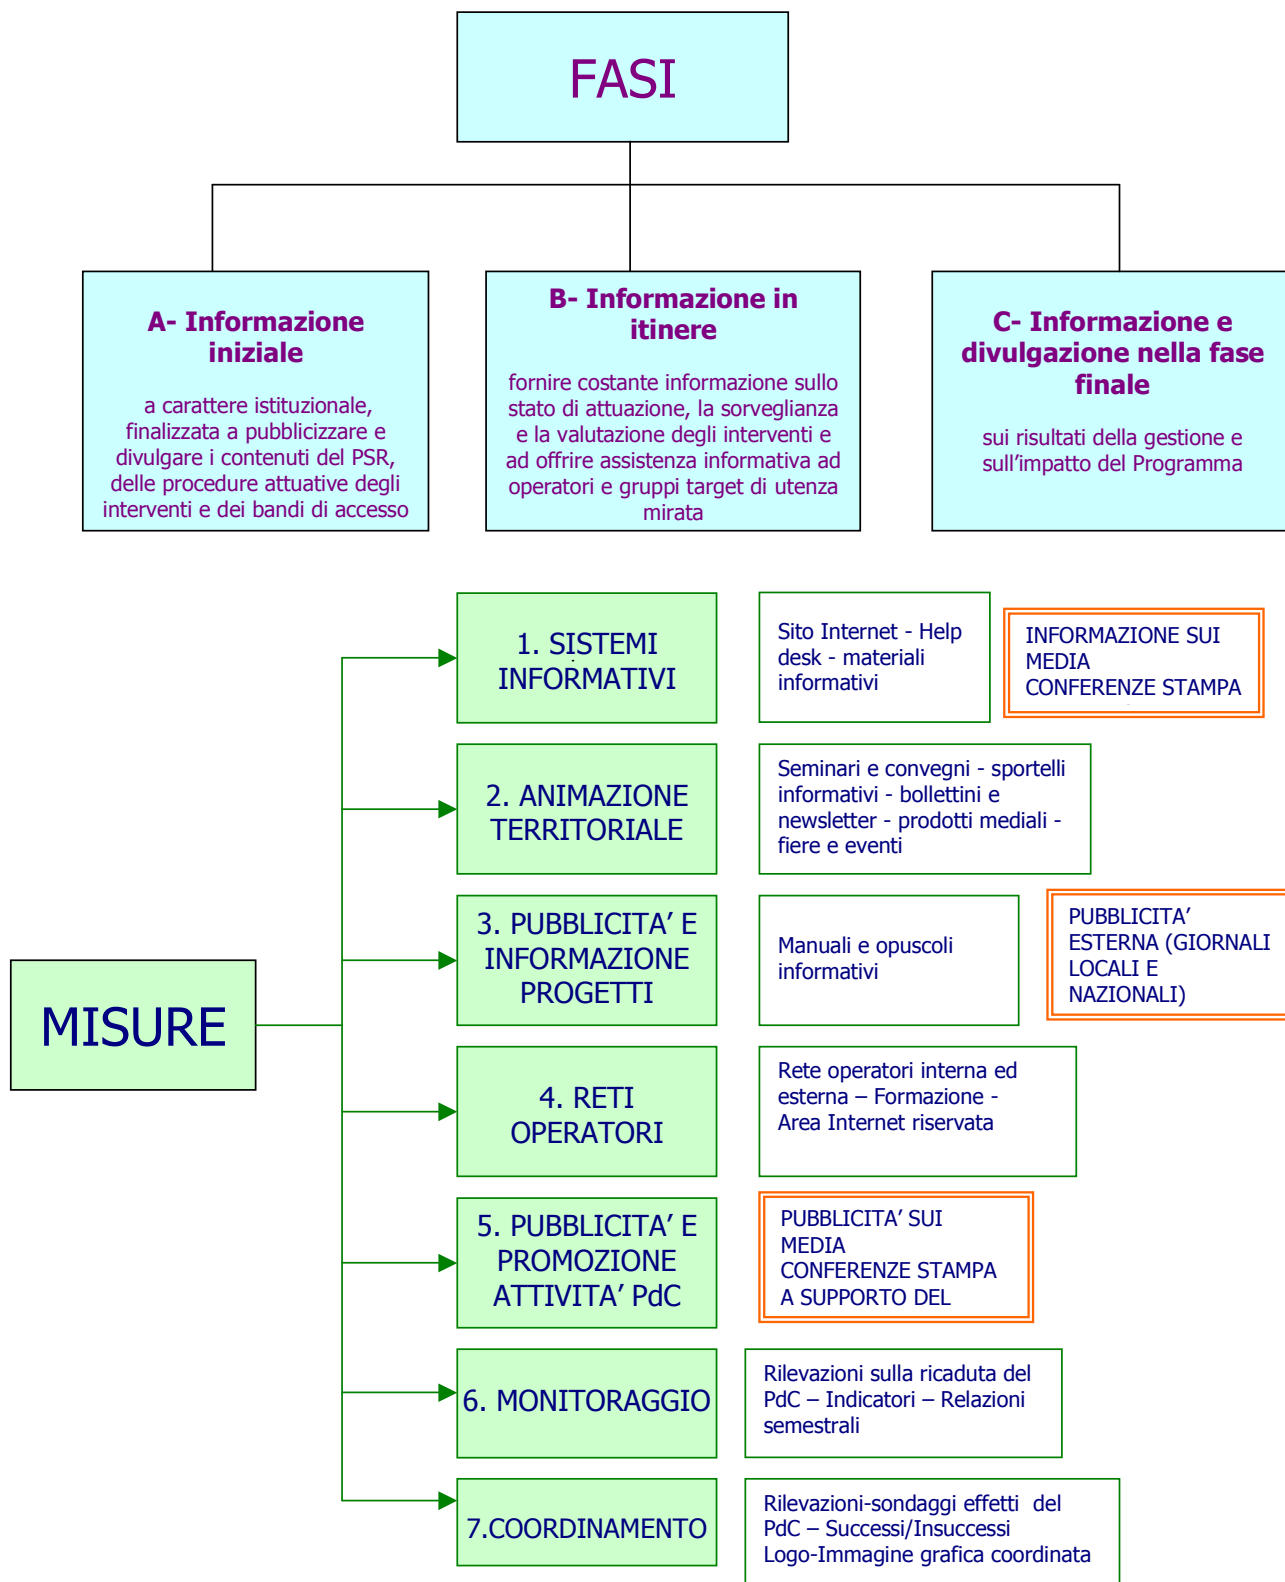 FASI
A- Informazione
iniziale
a carattere istituzionale,
finalizzata a pubblicizzare e
divulgare i contenuti del PSR,
delle procedure attuative degli
interventi e dei bandi di accesso
B- Informazione in
itinere
fornire costante informazione sullo
stato di attuazione, la sorveglianza
e la valutazione degli interventi e
ad offrire assistenza informativa ad
operatori e gruppi target di utenza
mirata
C- Informazione e
divulgazione nella fase
finale
sui risultati della gestione e
sull’impatto del Programma
MISURE
1. SISTEMI
INFORMATIVI
Sito Internet - Help
desk - materiali
informativi
INFORMAZIONE SUI
MEDIA
CONFERENZE STAMPA
2. ANIMAZIONE
TERRITORIALE
Seminari e convegni - sportelli
informativi - bollettini e
newsletter - prodotti mediali -
fiere e eventi
3. PUBBLICITA’ E
INFORMAZIONE
PROGETTI
Manuali e opuscoli
informativi
PUBBLICITA’
ESTERNA (GIORNALI
LOCALI E
NAZIONALI)
4. RETI
OPERATORI
Rete operatori interna ed
esterna – Formazione -
Area Internet riservata
5. PUBBLICITA’ E
PROMOZIONE
ATTIVITA’ PdC
PUBBLICITA’ SUI
MEDIA
CONFERENZE STAMPA
A SUPPORTO DEL
6. MONITORAGGIO
Rilevazioni sulla ricaduta del
PdC – Indicatori – Relazioni
semestrali
7.COORDINAMENTO
Rilevazioni-sondaggi effetti  del
PdC – Successi/Insuccessi
Logo-Immagine grafica coordinata